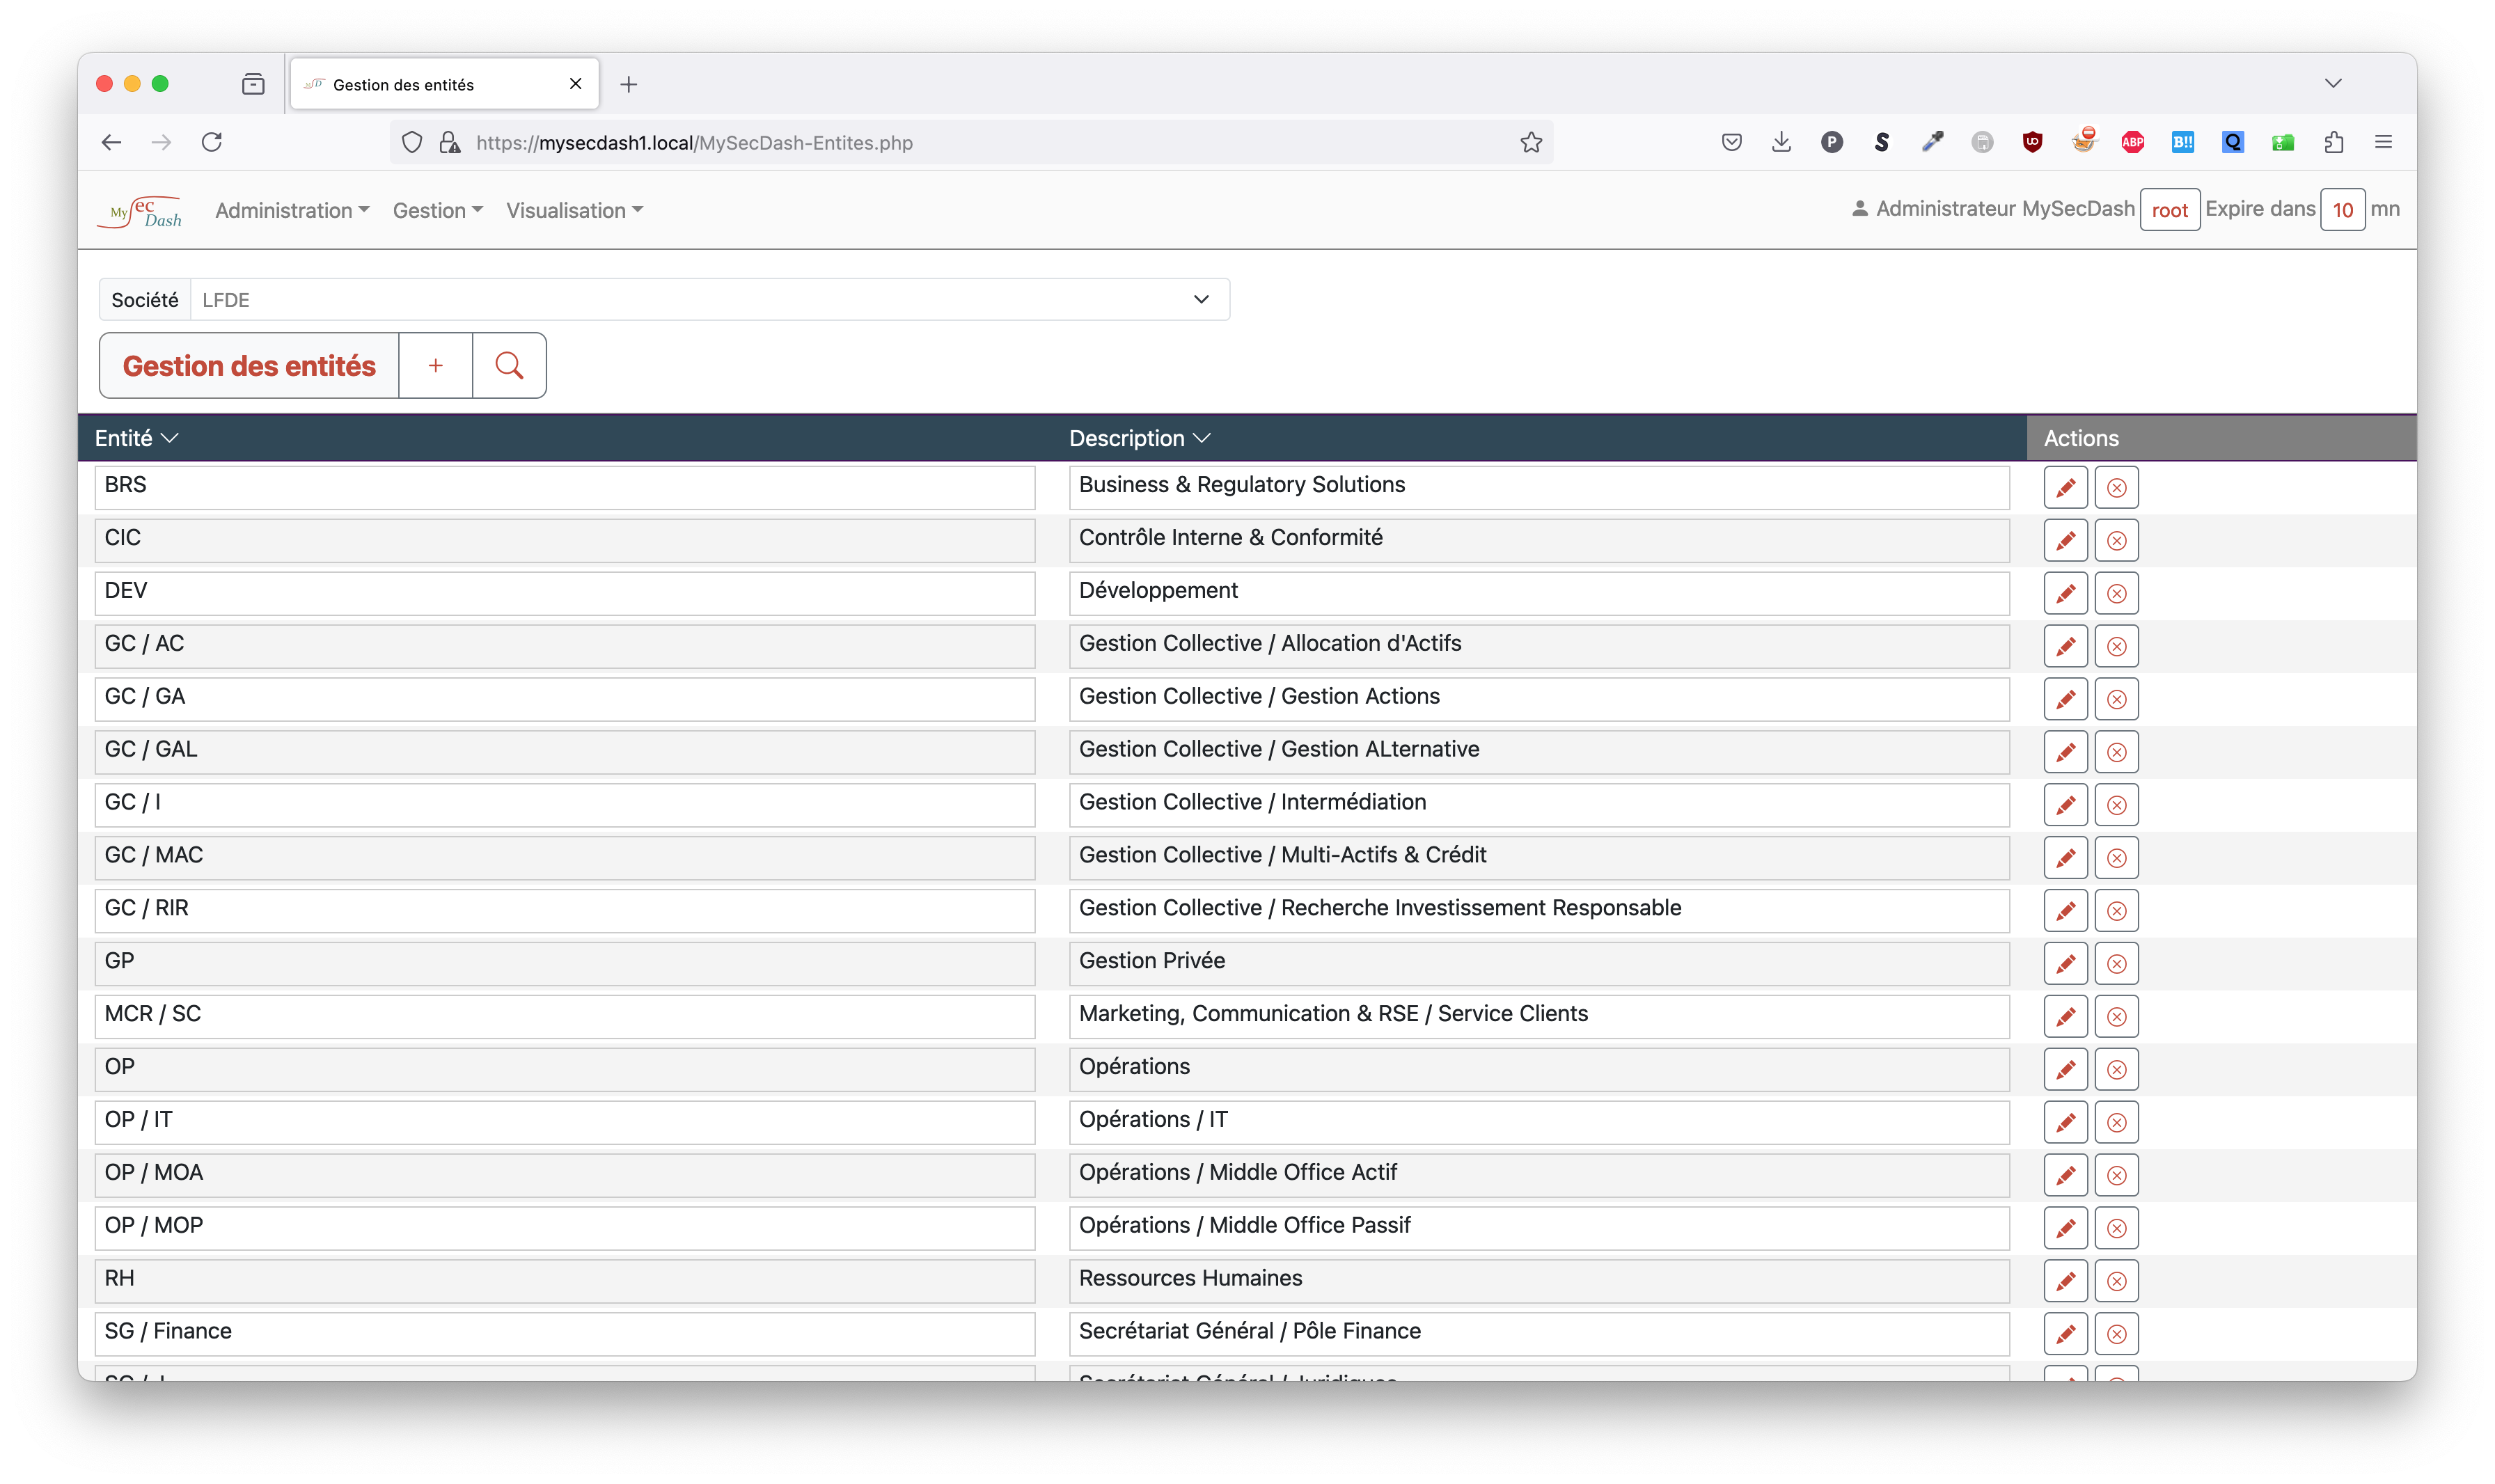 Gestion des entités
https://mysecdash1.local/MySecDash-Entites.php
MySecDash Administration Gestion Visualisation Administrateur MySecDash root Expire dans 10 mn
Société LFDE
Gestion des entités +
Entité Description Actions
BRS Business & Regulatory Solutions
CIC Contrôle Interne & Conformité
DEV Développement
GC / AC Gestion Collective / Allocation d'Actifs
GC / GA Gestion Collective / Gestion Actions
GC / GAL Gestion Collective / Gestion ALternative
GC / I Gestion Collective / Intermédiation
GC / MAC Gestion Collective / Multi-Actifs & Crédit
GC / RIR Gestion Collective / Recherche Investissement Responsable
GP Gestion Privée
MCR / SC Marketing, Communication & RSE / Service Clients
OP Opérations
OP / IT Opérations / IT
OP / MOA Opérations / Middle Office Actif
OP / MOP Opérations / Middle Office Passif
RH Ressources Humaines
SG / Finance Secrétariat Général / Pôle Finance